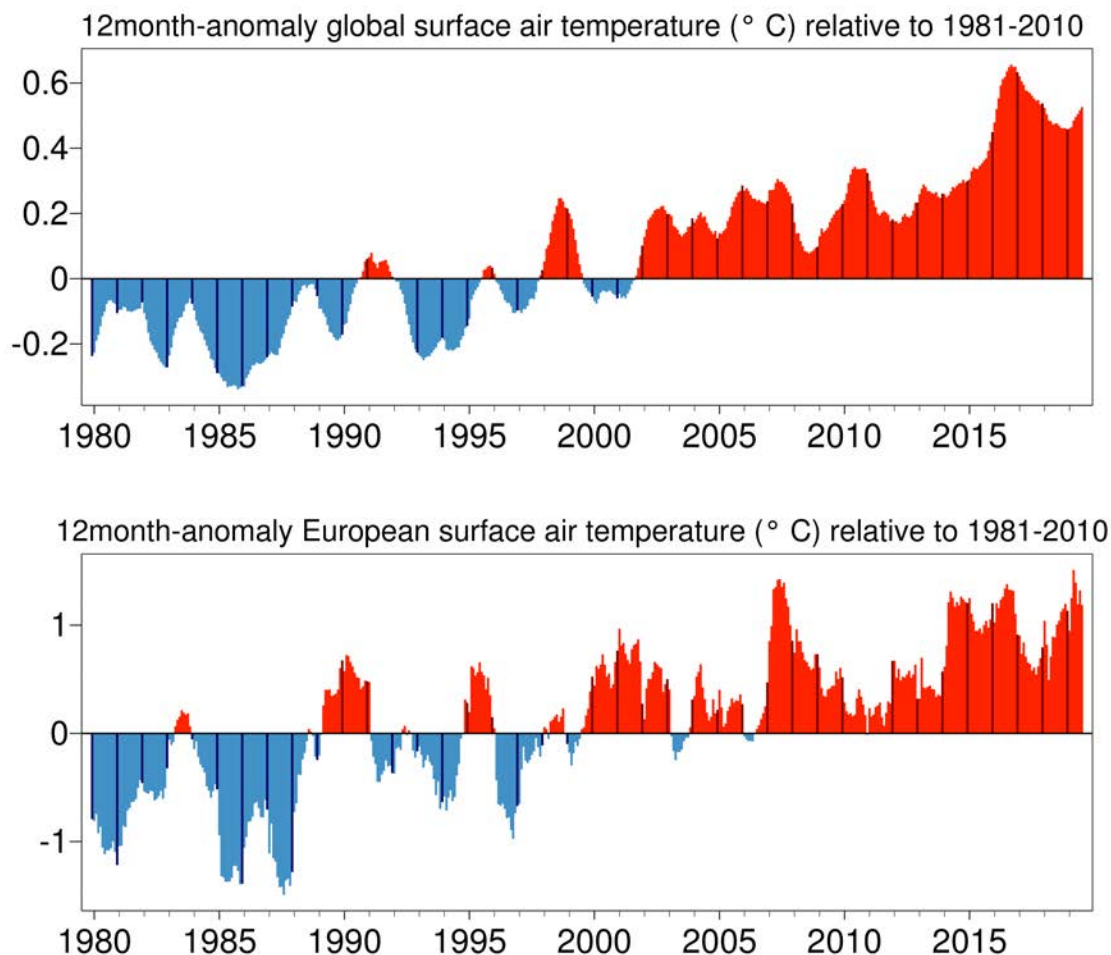 12month-anomaly global surface air temperature (° C) relative to 1981-2010
0.6
0.4
0.2
0
-0.2
1980 1985 1990 1995 2000 2005 2010 2015
12month-anomaly European surface air temperature (° C) relative to 1981-2010
1
0
-1
1980 1985 1990 1995 2000 2005 2010 2015